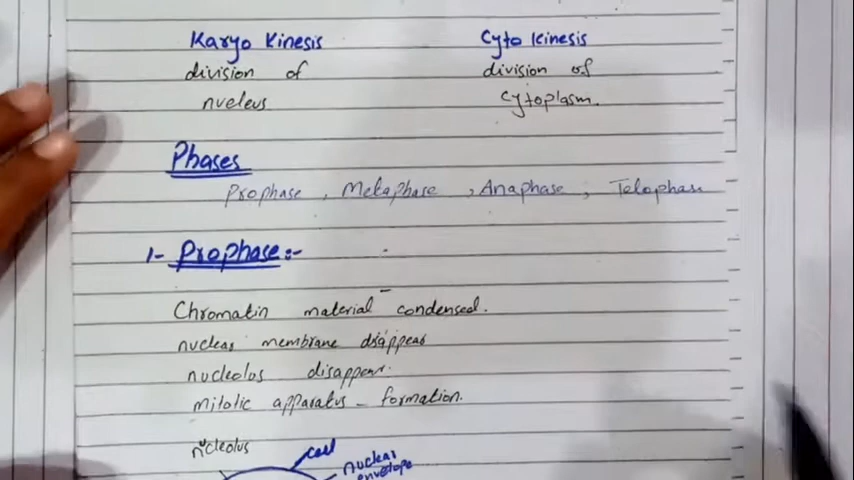 Karyo Kinesis
division of
nucleus
Cyto kinesis
division of
cytoplasm.
Phases
Prophase, Metaphase, Anaphase, Telophase
1- Prophase:-
Chromatin material condensed.
nuclear membrane disappear
nucleolus disappear.
mitotic apparatus - formation.
nucleolus
cell
nuclear
envelope